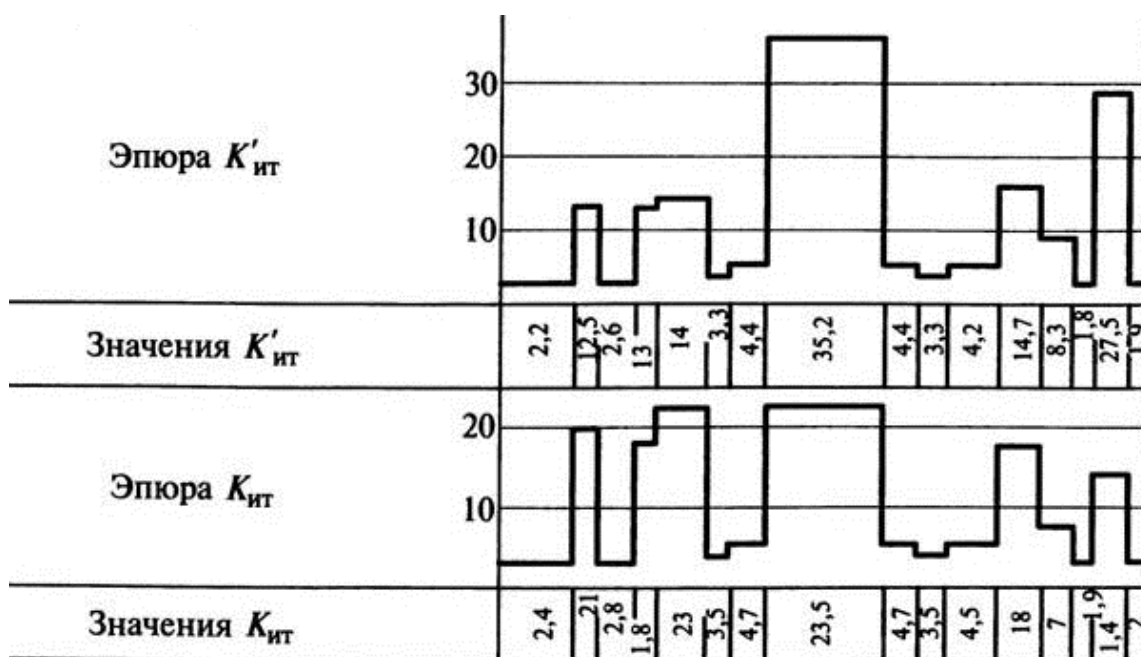 30
Эпюра K′ит
20
10
Значения K′ит
2,2 12,5 2,6 13 14 3,3 4,4 35,2 4,4 3,3 4,2 14,7 8,3 1,8 27,5 1,9
20
Эпюра Kит
10
Значения Kит
2,4 21 2,8 1,8 23 3,5 4,7 23,5 4,7 3,5 4,5 18 7 1,9 1,4 2